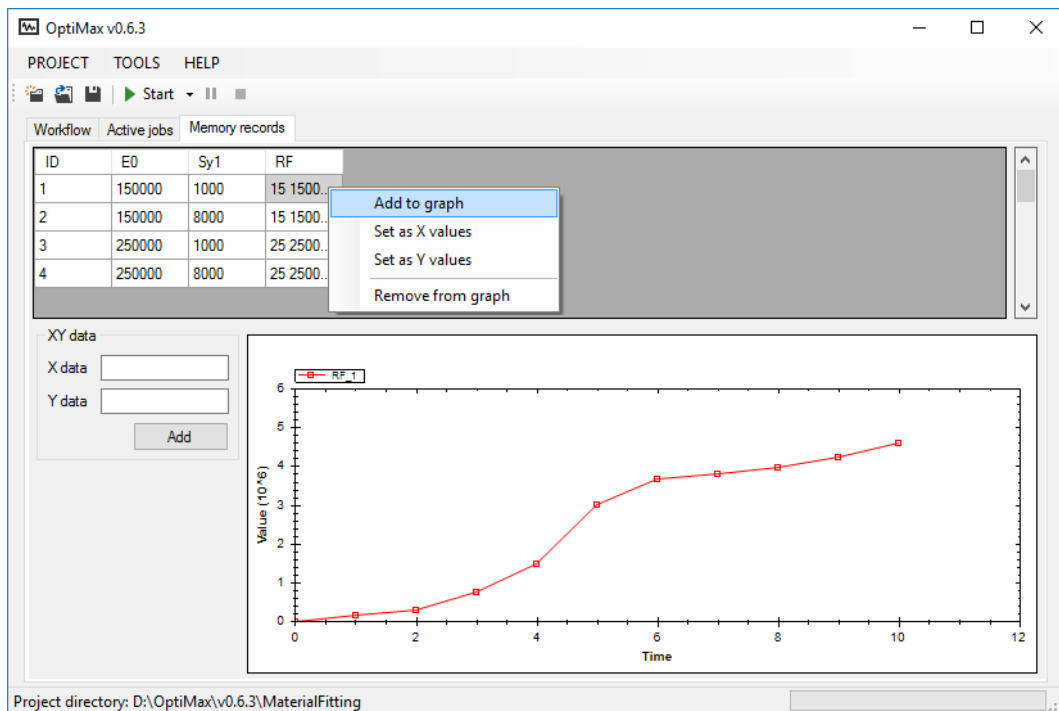 OptiMax v0.6.3
PROJECT TOOLS HELP
Start
Workflow Active jobs Memory records
ID E0 Sy1 RF
1 150000 1000 15 1500...
2 150000 8000 15 1500...
3 250000 1000 25 2500...
4 250000 8000 25 2500...
Add to graph
Set as X values
Set as Y values
Remove from graph
XY data
X data
Y data
Add
RF_1
6
5
4
3
2
1
0
Value (10^6)
0 2 4 6 8 10 12
Time
Project directory: D:\OptiMax\v0.6.3\MaterialFitting